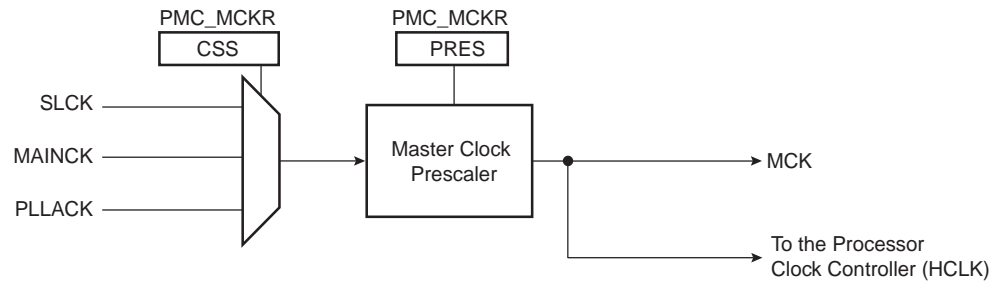 PMC_MCKR
PMC_MCKR
CSS
PRES
SLCK
MAINCK
PLLACK
Master Clock
Prescaler
MCK
To the Processor
Clock Controller (HCLK)